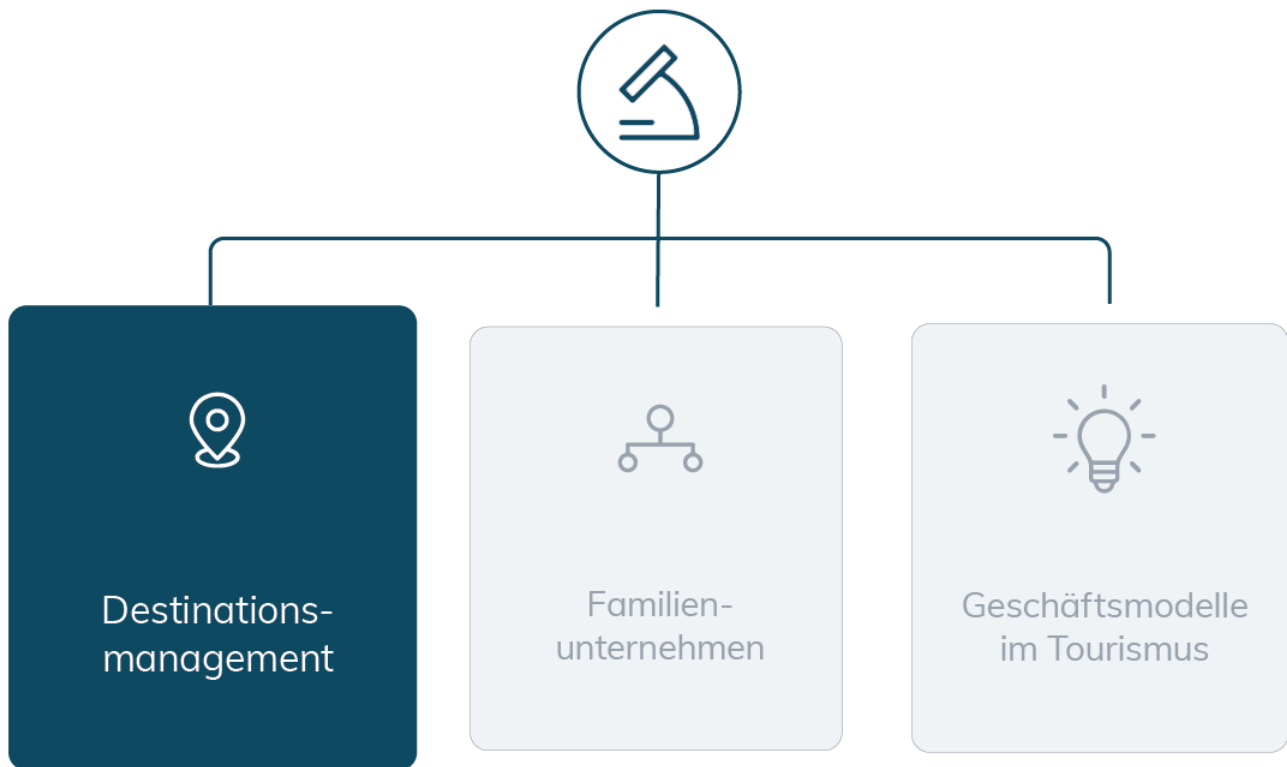 Destinations-
management
Familien-
unternehmen
Geschäftsmodelle
im Tourismus